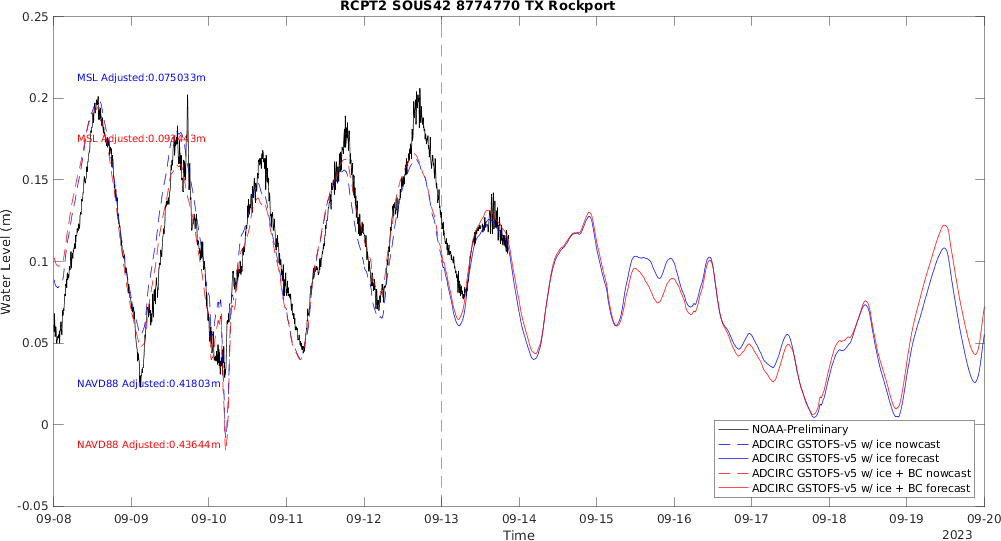 RCPT2 SOUS42 8774770 TX Rockport
Water Level (m)
0.25
0.2
0.15
0.1
0.05
0
-0.05
MSL Adjusted:0.075033m
NAVD88 Adjusted:0.41803m
NAVD88 Adjusted:0.43644m
NOAA-Preliminary
ADCIRC GSTOFS-v5 w/ ice nowcast
ADCIRC GSTOFS-v5 w/ ice forecast
ADCIRC GSTOFS-v5 w/ ice + BC nowcast
ADCIRC GSTOFS-v5 w/ ice + BC forecast
09-08 09-09 09-10 09-11 09-12 09-13 09-14 09-15 09-16 09-17 09-18 09-19 09-20
Time
2023